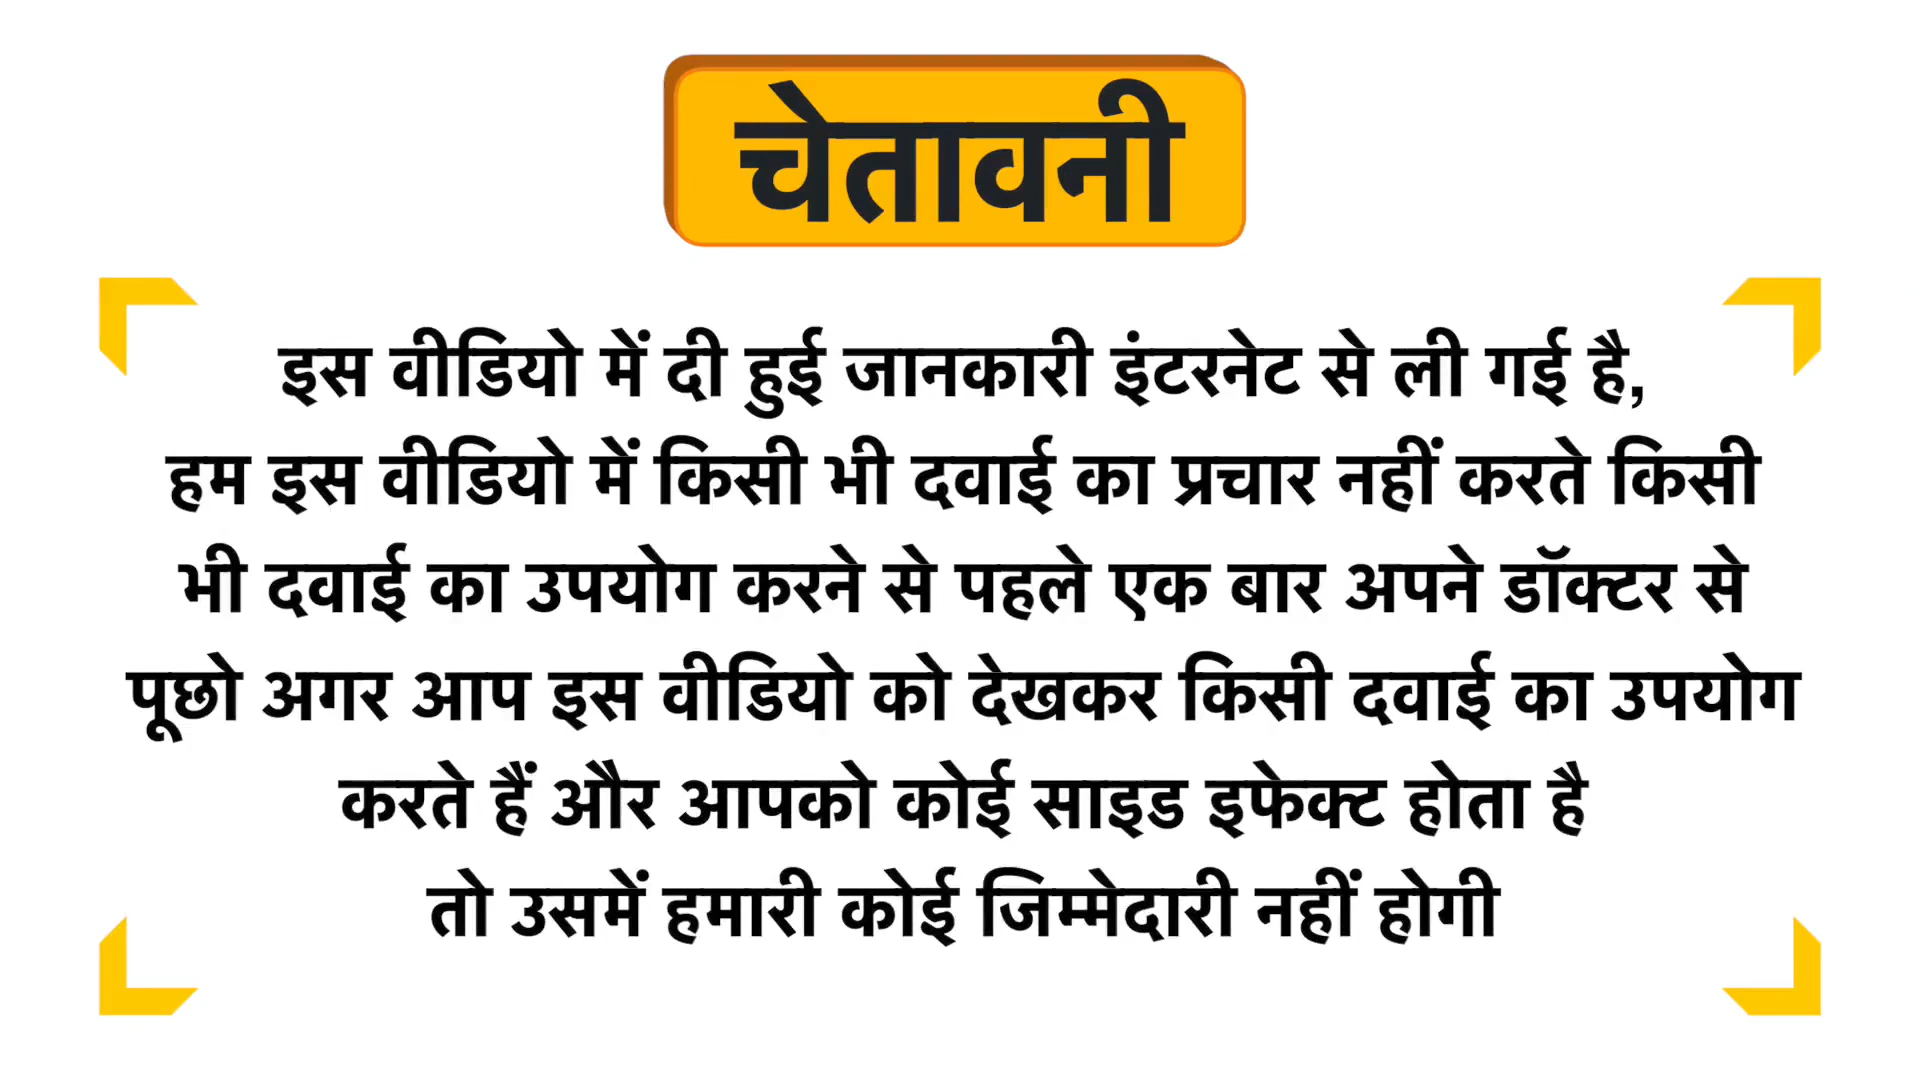 चेतावनी
इस वीडियो में दी हुई जानकारी इंटरनेट से ली गई है,
हम इस वीडियो में किसी भी दवाई का प्रचार नहीं करते किसी
भी दवाई का उपयोग करने से पहले एक बार अपने डॉक्टर से
पूछो अगर आप इस वीडियो को देखकर किसी दवाई का उपयोग
करते हैं और आपको कोई साइड इफेक्ट होता है
तो उसमें हमारी कोई जिम्मेदारी नहीं होगी